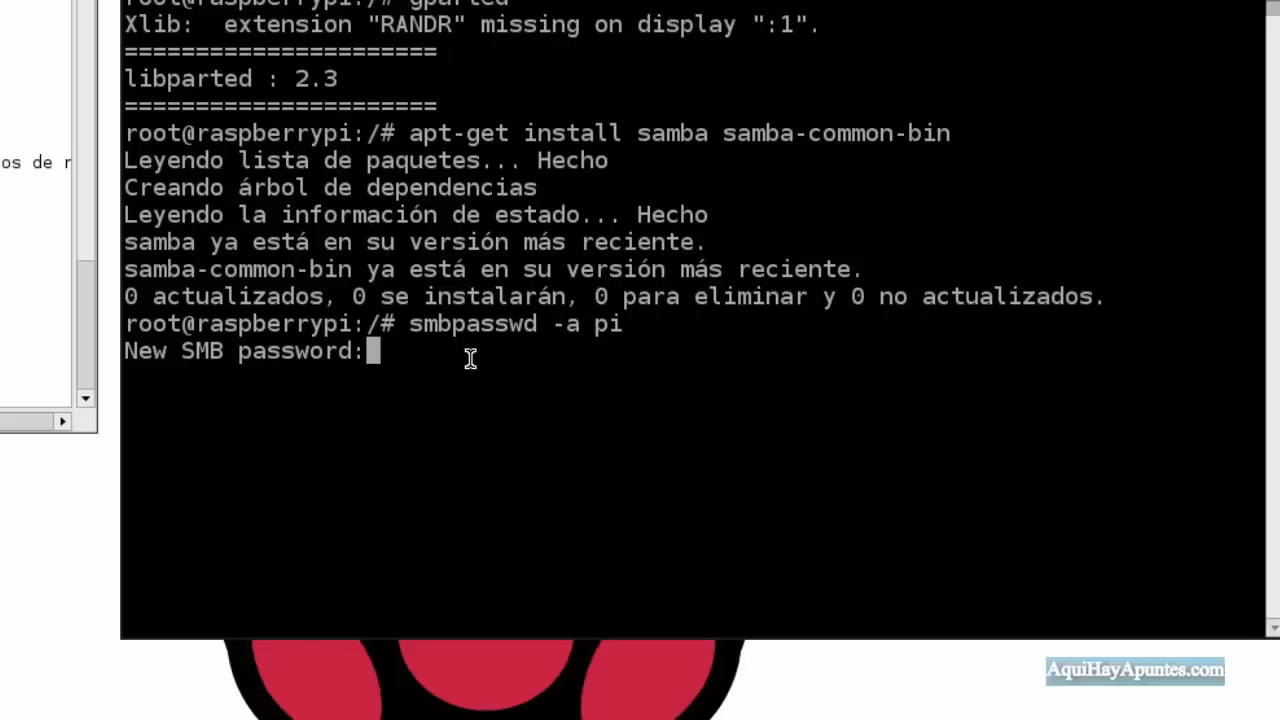 root@raspberrypi:/# gparted
Xlib:  extension "RANDR" missing on display ":1".
======================
libparted : 2.3
======================
root@raspberrypi:/# apt-get install samba samba-common-bin
Leyendo lista de paquetes... Hecho
Creando árbol de dependencias
Leyendo la información de estado... Hecho
samba ya está en su versión más reciente.
samba-common-bin ya está en su versión más reciente.
0 actualizados, 0 se instalarán, 0 para eliminar y 0 no actualizados.
root@raspberrypi:/# smbpasswd -a pi
New SMB password:
os de r
AquiHayApuntes.com